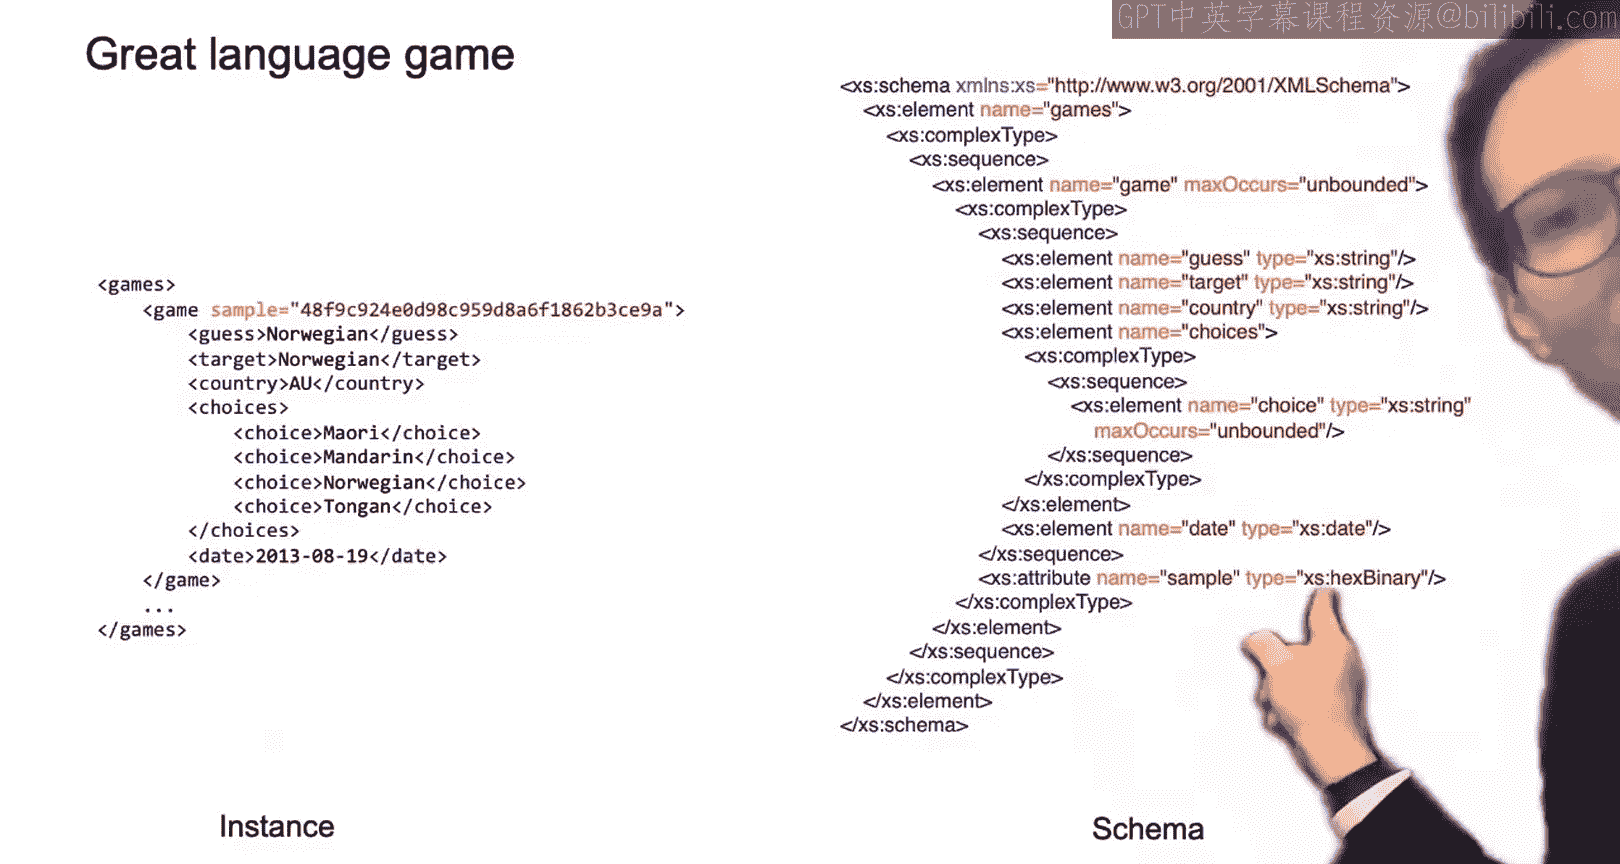 GPT中英字幕课程资源@bilibili.com
Great language game
<games>
<game sample="48f9c924e0d98c959d8a6f1862b3ce9a">
<guess>Norwegian</guess>
<target>Norwegian</target>
<country>AU</country>
<choices>
<choice>Maori</choice>
<choice>Mandarin</choice>
<choice>Norwegian</choice>
<choice>Tongan</choice>
</choices>
<date>2013-08-19</date>
</game>
...
</games>
Instance
<xs:schema xmlns:xs="http://www.w3.org/2001/XMLSchema">
<xs:element name="games">
<xs:complexType>
<xs:sequence>
<xs:element name="game" maxOccurs="unbounded">
<xs:complexType>
<xs:sequence>
<xs:element name="guess" type="xs:string"/>
<xs:element name="target" type="xs:string"/>
<xs:element name="country" type="xs:string"/>
<xs:element name="choices">
<xs:complexType>
<xs:sequence>
<xs:element name="choice" type="xs:string"
maxOccurs="unbounded"/>
</xs:sequence>
</xs:complexType>
</xs:element>
<xs:element name="date" type="xs:date"/>
</xs:sequence>
<xs:attribute name="sample" type="xs:hexBinary"/>
</xs:complexType>
</xs:element>
</xs:sequence>
</xs:complexType>
</xs:element>
</xs:schema>
Schema